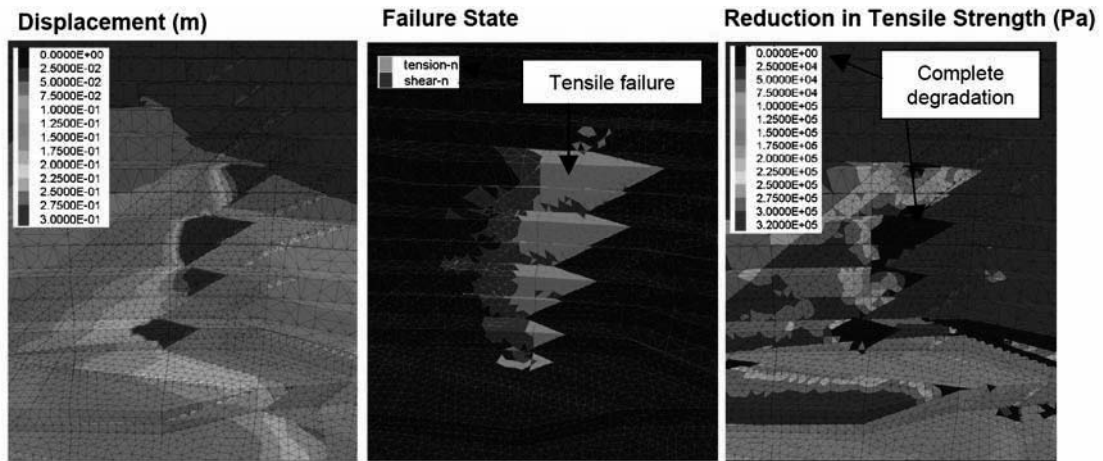 Displacement (m)
0.0000E+00
2.5000E-02
5.0000E-02
7.5000E-02
1.0000E-01
1.2500E-01
1.5000E-01
1.7500E-01
2.0000E-01
2.2500E-01
2.5000E-01
2.7500E-01
3.0000E-01
Failure State
tension-n
shear-n
Tensile failure
Reduction in Tensile Strength (Pa)
0.0000E+00
2.5000E+04
5.0000E+04
7.5000E+04
1.0000E+05
1.2500E+05
1.5000E+05
1.7500E+05
2.0000E+05
2.2500E+05
2.5000E+05
2.7500E+05
3.0000E+05
3.2000E+05
Complete
degradation